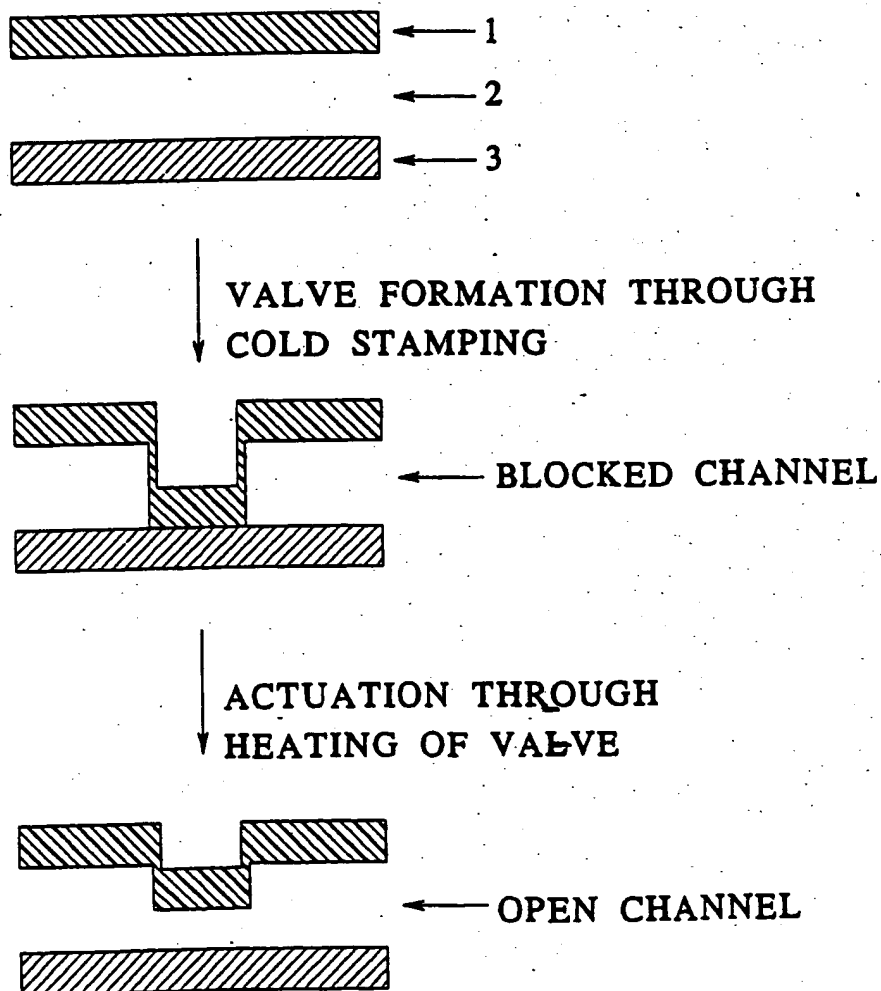 1
2
3
VALVE FORMATION THROUGH
COLD STAMPING
BLOCKED CHANNEL
ACTUATION THROUGH
HEATING OF VALVE
OPEN CHANNEL